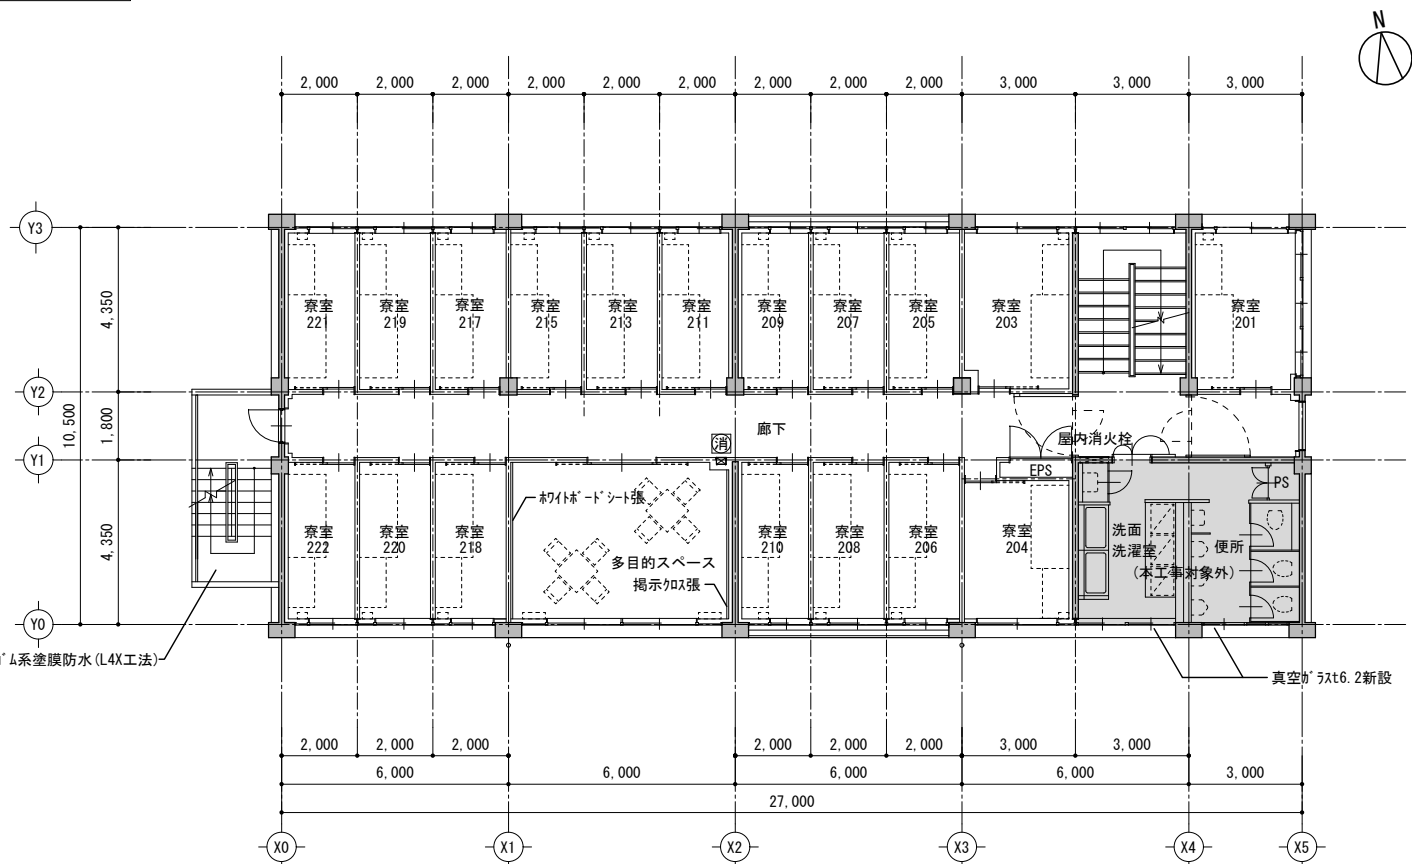 N
2,000 2,000 2,000 2,000 2,000 2,000 2,000 2,000 2,000 3,000 3,000 3,000
Y3
4,350
寮室
221
寮室
219
寮室
217
寮室
215
寮室
213
寮室
211
寮室
209
寮室
207
寮室
205
寮室
203
寮室
201
Y2
10,500
1,800
廊下
消
屋内消火栓
Y1
EPS
PS
4,350
ホワイトボードシート張
寮室
222
寮室
220
寮室
218
多目的スペース
掲示クロス張
寮室
210
寮室
208
寮室
206
寮室
204
洗面
洗濯室
便所
(本工事対象外)
Y0
ゴム系塗膜防水(L4X工法)
真空ガラスt6.2新設
2,000 2,000 2,000 2,000 2,000 2,000 3,000 3,000
6,000 6,000 6,000 6,000 3,000
27,000
X0 X1 X2 X3 X4 X5